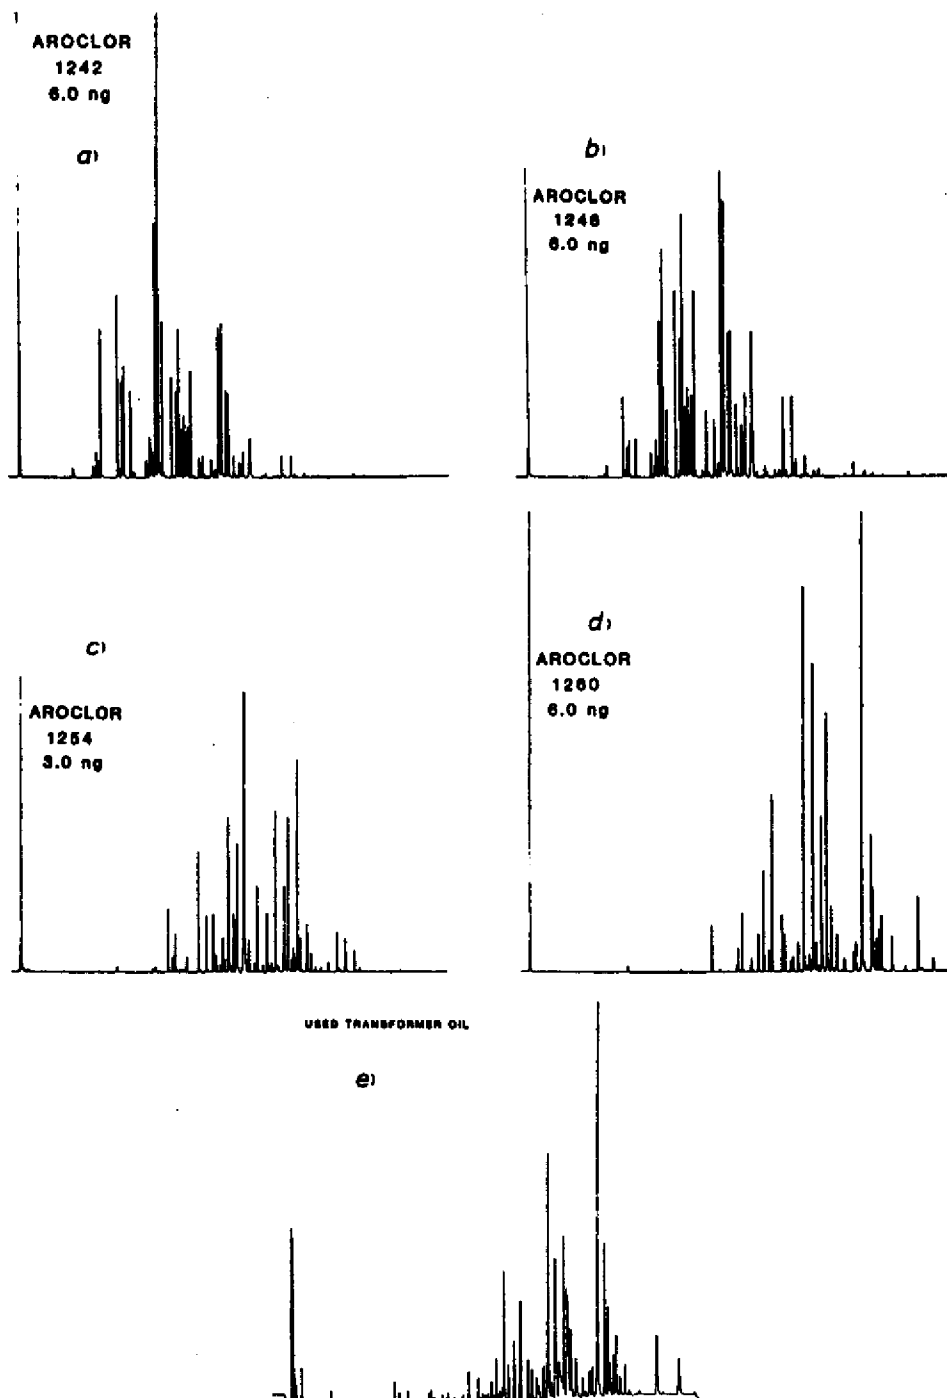 AROCLOR
1242
6.0 ng
a)
b)
AROCLOR
1248
6.0 ng
c)
AROCLOR
1254
3.0 ng
d)
AROCLOR
1260
6.0 ng
USED TRANSFORMER OIL
e)